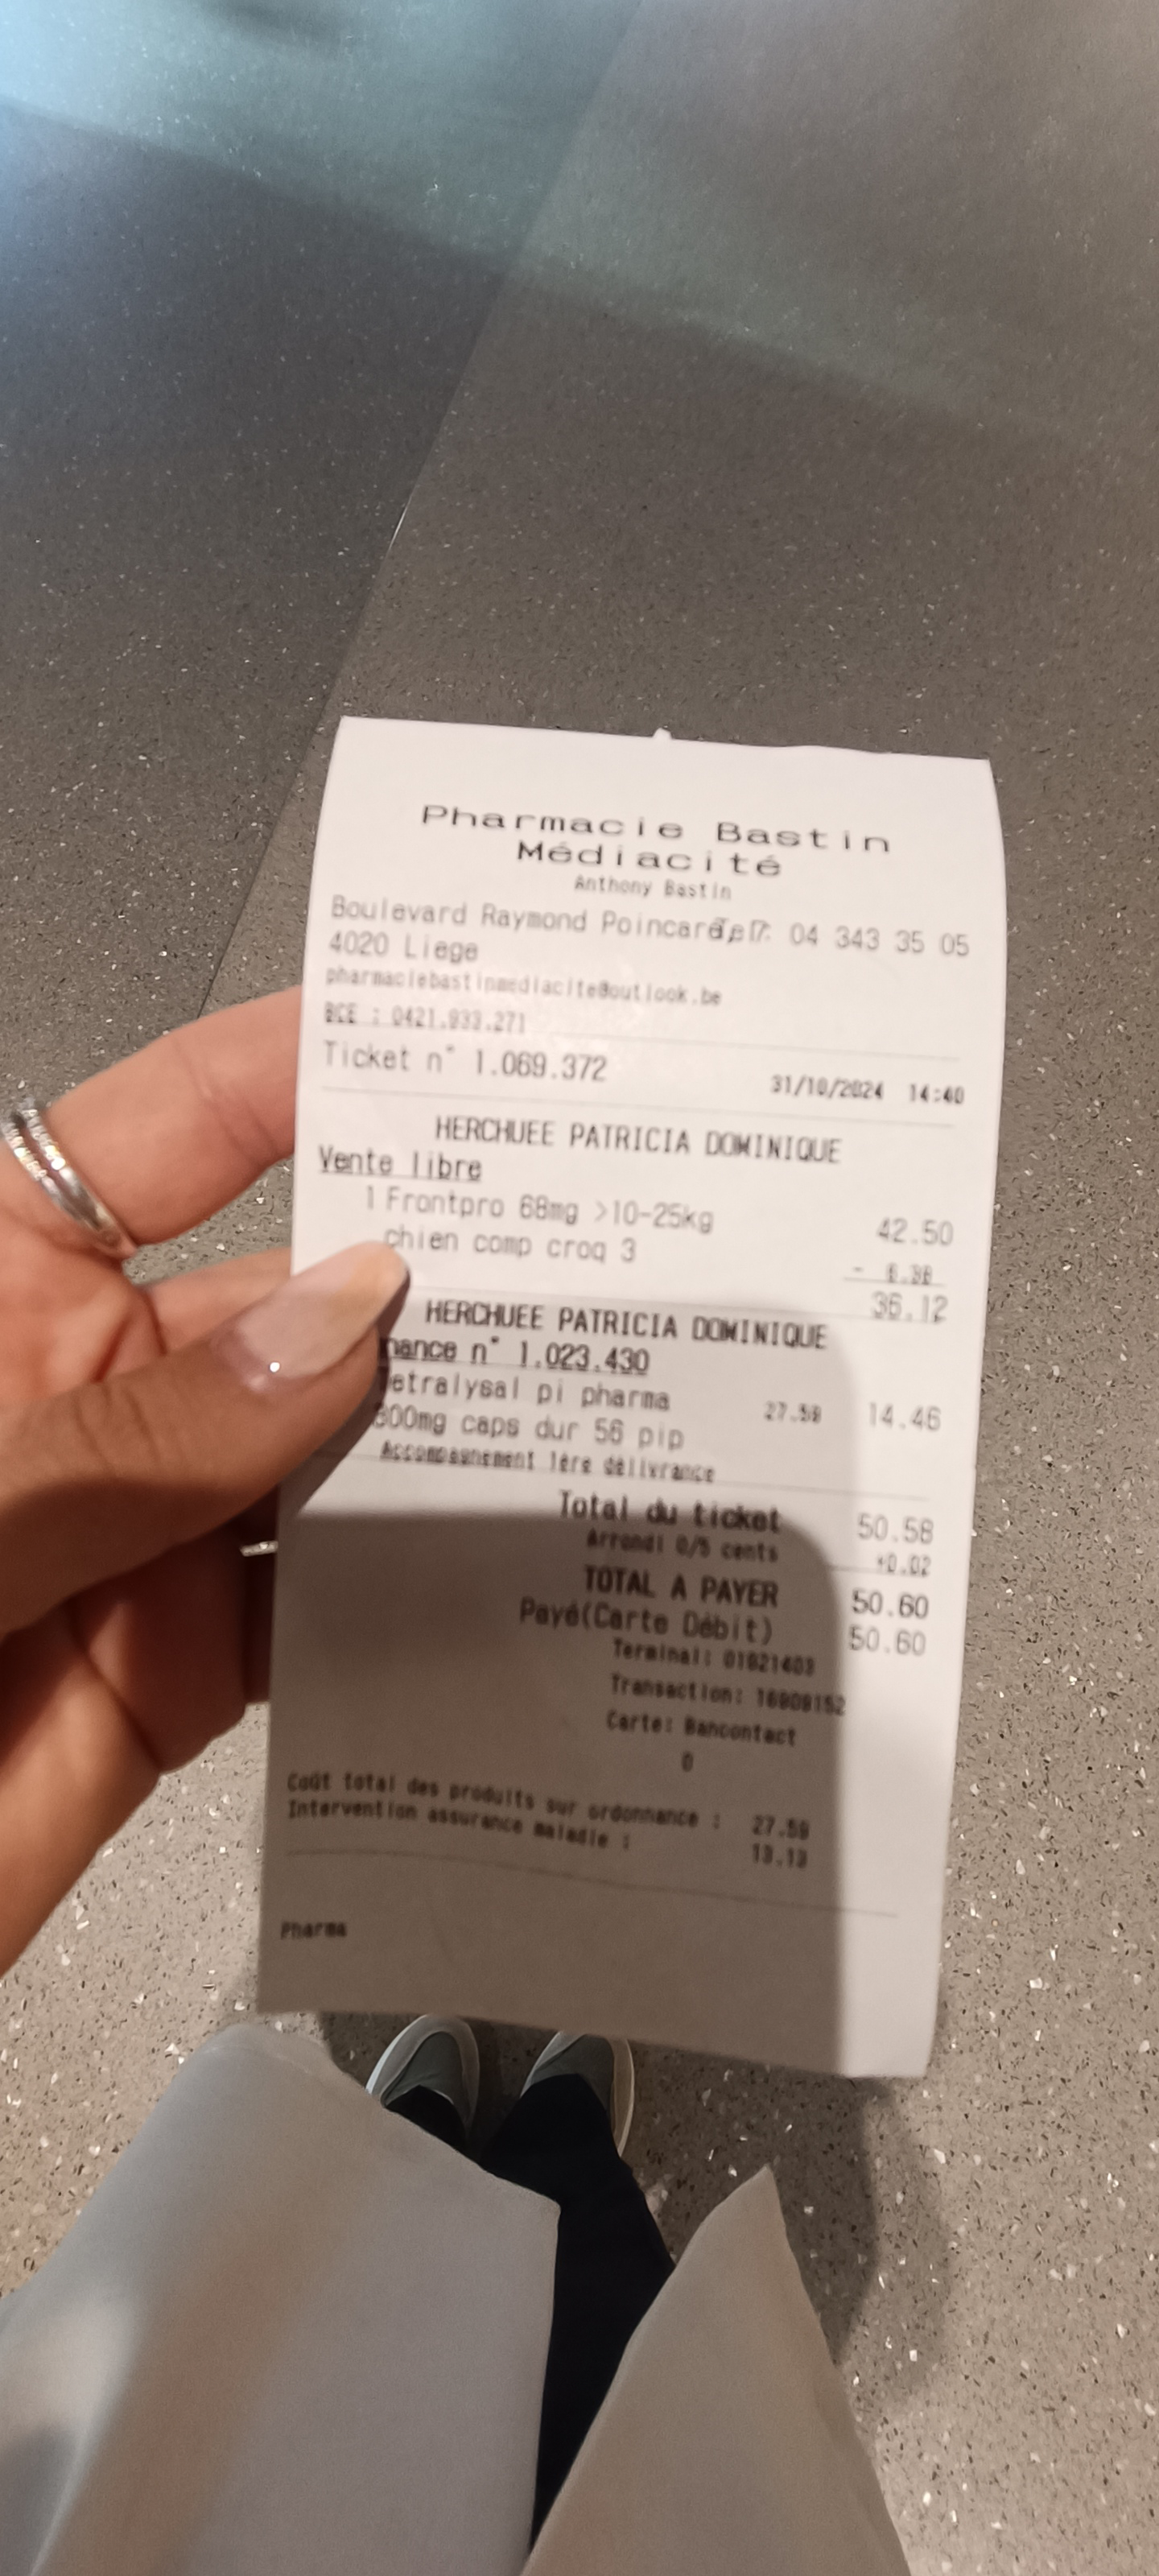 Pharmacie Bastin
Médiacité
Anthony Bastin
Boulevard Raymond Poincaré, 7 Tel : 04 343 35 05
4020 Liege
pharmaciebastinmediacite@outlook.be
BCE : 0421.933.271
Ticket n° 1.069.372 31/10/2024 14:40
HERCHUEE PATRICIA DOMINIQUE
Vente libre
1 Frontpro 68mg >10-25kg 42.50
chien comp croq 3
- 6.38
36.12
HERCHUEE PATRICIA DOMINIQUE
nance n° 1.023.430
Tetralysal pi pharma 27.59 14.46
300mg caps dur 56 pip
Accompagnement 1ère délivrance
Total du ticket 50.58
Arrondi 0/5 cents +0.02
TOTAL A PAYER 50.60
Payé(Carte Débit) 50.60
Terminal: 01821403
Transaction:
Carte: Bancontact
0
Coût total des produits sur ordonnance : 27.59
Intervention assurance maladie : 13.13
Pharma